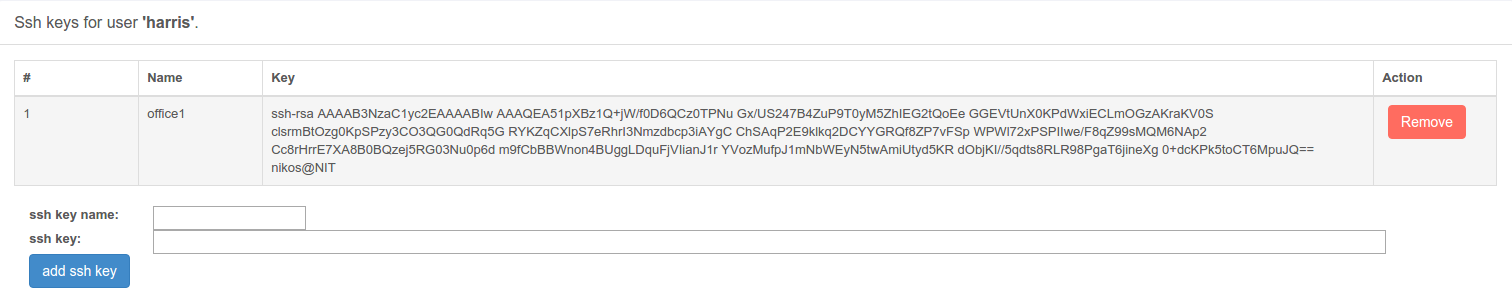 Ssh keys for user 'harris'.
# Name Key Action
1 office1 ssh-rsa AAAAB3NzaC1yc2EAAAABIw AAAQEA51pXBz1Q+jW/f0D6QCz0TPNu Gx/US247B4ZuP9T0yM5ZhIEG2tQoEe GGEVtUnX0KPdWxiECLmOGzAKraKV0S Remove
clsrmBtOzg0KpSPzy3CO3QG0QdRq5G RYKZqCXlpS7eRhrI3Nmzdbcp3iAYgC ChSAqP2E9klkq2DCYYGRQf8ZP7vFSp WPWl72xPSPIIwe/F8qZ99sMQM6NAp2
Cc8rHrrE7XA8B0BQzej5RG03Nu0p6d m9fCbBBWnon4BUggLDquFjVIianJ1r YVozMufpJ1mNbWEyN5twAmiUtyd5KR dObjKI//5qdts8RLR98PgaT6jineXg 0+dcKPk5toCT6MpuJQ==
nikos@NIT
ssh key name:
ssh key:
add ssh key